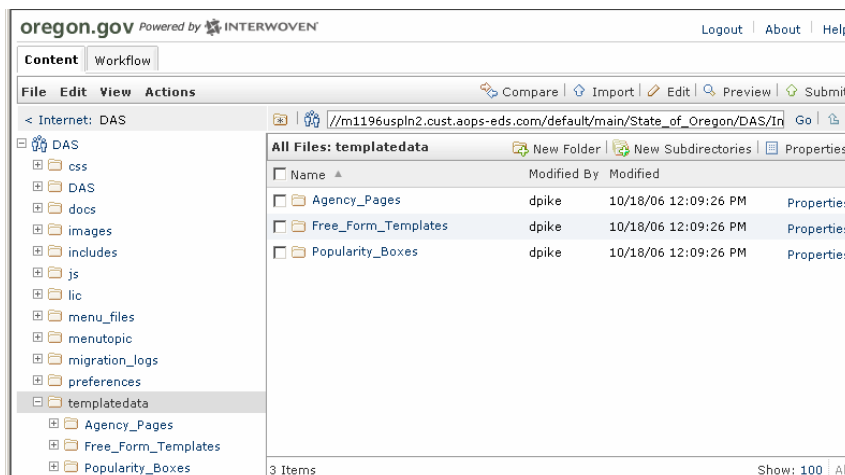 oregon.gov Powered by INTERWOVEN
Logout About Help
Content Workflow
File Edit View Actions
Compare Import Edit Preview Submit
< Internet: DAS
//m1196uspln2.cust.aops-eds.com/default/main/State_of_Oregon/DAS/In Go
DAS
css
DAS
docs
images
includes
js
lic
menu_files
menutopic
migration_logs
preferences
templatedata
Agency_Pages
Free_Form_Templates
Popularity_Boxes
All Files: templatedata
New Folder New Subdirectories Properties
Name Modified By Modified
Agency_Pages dpike 10/18/06 12:09:26 PM Propertie
Free_Form_Templates dpike 10/18/06 12:09:26 PM Propertie
Popularity_Boxes dpike 10/18/06 12:09:26 PM Propertie
3 Items Show: 100 Al